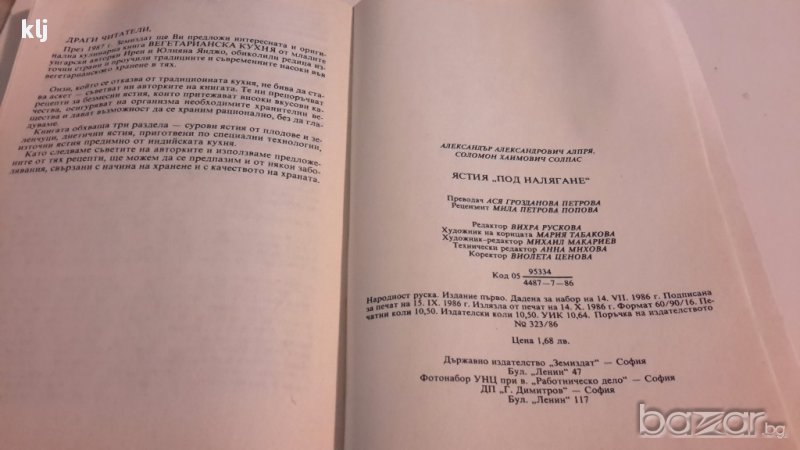 klj
ДРАГИ ЧИТАТЕЛИ,
През 1987 г. Земиздат ще Ви предложи интересната и ориги-
нална кулинарна книга ВЕГЕТАРИАНСКА КУХНЯ от младите
унгарски авторки Ирен и Юлиана Янджо, обиколили редица из-
точни страни и проучили традициите и съвременните насоки във
вегетарианското хранене в тях.
Онзи, който се отказва от традиционната кухня, не бива да ста-
ва аскет — съветват ни авторките на книгата. Те ни препоръчват
рецепти за безмесни ястия, които притежават високи вкусови ка-
чества, осигуряват на организма необходимите хранителни ве-
щества и дават възможност да се храним рационално, без да гла-
дуваме.
Книгата обхваща три раздела — сурови ястия от плодове и зе-
ленчуци, диетични ястия, приготвени по специални технологии,
източни ястия предимно от индийската кухня.
Като следваме съветите на авторките и използваме предложе-
ните от тях рецепти, ще можем да се предпазим и от някои забо-
лявания, свързани с начина на хранене и с качеството на храната.
АЛЕКСАНДЪР АЛЕКСАНДРОВИЧ АЛПРЯ,
СОЛОМОН ХАИМОВИЧ СОЛПАС
ЯСТИЯ „ПОД НАЛЯГАНЕ“
Преводач АСЯ ГРОЗДАНОВА ПЕТРОВА
Рецензент МИЛА ПЕТРОВА ПОПОВА
Редактор ВИХРА РУСКОВА
Художник на корицата МАРИЯ ТАБАКОВА
Художник-редактор МИХАИЛ МАКАРИЕВ
Технически редактор АННА МИХОВА
Коректор ВИОЛЕТА ЦЕНОВА
Код 05 95334
4487—7—86
Народност руска. Издание първо. Дадена за набор на 14. VII. 1986 г. Подписана
за печат на 15. IX. 1986 г. Излязла от печат на 14. X. 1986 г. Формат 60/90/16. Пе-
чатни коли 10,50. Издателски коли 10,50. УИК 10,64. Поръчка на издателството
№ 323/86
Цена 1,68 лв.
Държавно издателство „Земиздат“ — София
Бул. „Ленин“ 47
Фотонабор УНЦ при в. „Работническо дело“ — София
ДП „Г. Димитров“ — София
Бул. „Ленин“ 117
bazar.bg